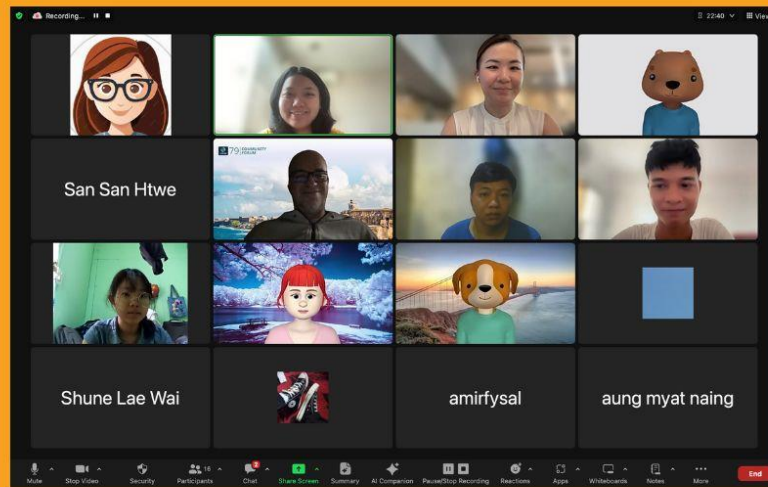 Recording...
22:40
View
San San Htwe
79 COMMUNITY
FORUM
Shune Lae Wai
amirfysal
aung myat naing
Mute
Stop Video
Security
16
Participants
2
Chat
Share Screen
Summary
AI Companion
Pause/Stop Recording
Reactions
Apps
Whiteboards
Notes
More
End